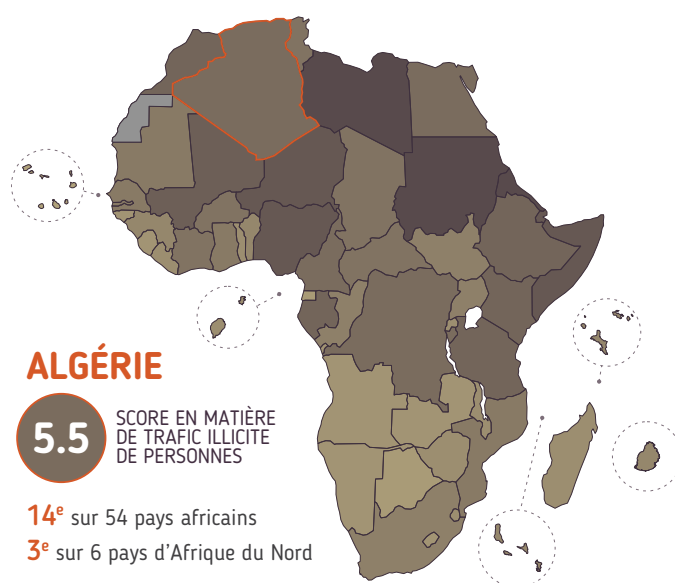 ALGÉRIE
5.5
SCORE EN MATIÈRE
DE TRAFIC ILLICITE
DE PERSONNES
14e sur 54 pays africains
3e sur 6 pays d'Afrique du Nord